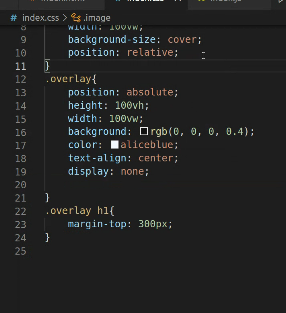 # index.css > .image
8 width: 100vw;
9 background-size: cover;
10 position: relative;
11 }
12 .overlay{
13 position: absolute;
14 height: 100vh;
15 width: 100vw;
16 background: rgb(0, 0, 0, 0.4);
17 color: aliceblue;
18 text-align: center;
19 display: none;
20
21 }
22 .overlay h1{
23 margin-top: 300px;
24 }
25